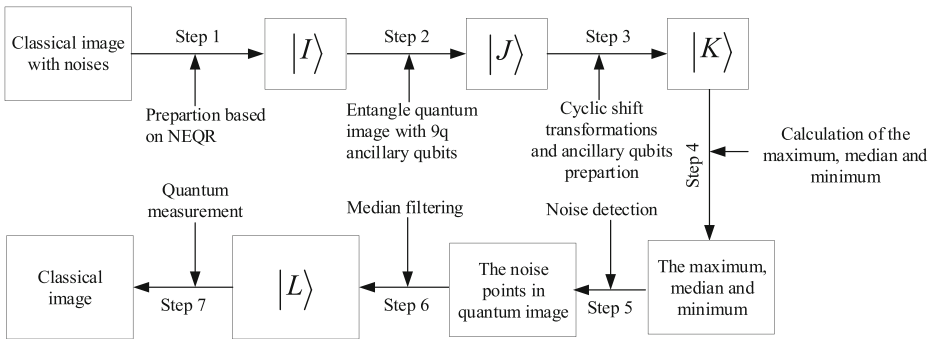 Classical image
with noises
Step 1
Prepartion based
on NEQR
|I⟩
Step 2
Entangle quantum
image with 9q
ancillary qubits
|J⟩
Step 3
Cyclic shift
transformations
and ancillary qubits
prepartion
|K⟩
Step 4
Calculation of the
maximum, median and
minimum
The maximum,
median and
minimum
Noise detection
Step 5
The noise
points in
quantum image
Median filtering
Step 6
|L⟩
Quantum
measurement
Step 7
Classical
image